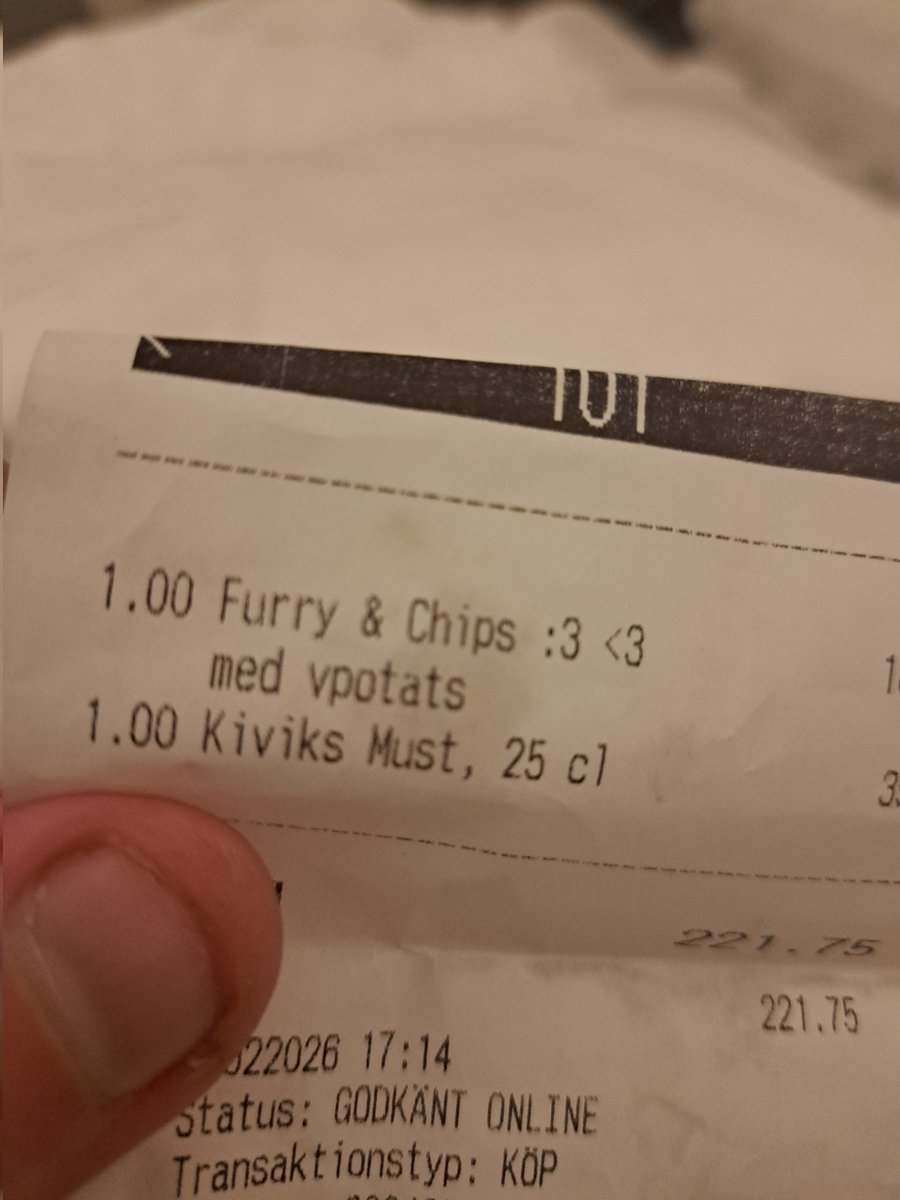 1.00 Furry & Chips :3 <3
med vpotats
1.00 Kiviks Must, 25 cl
221.75
221.75
22026 17:14
Status: GODKÄNT ONLINE
Transaktionstyp: KÖP